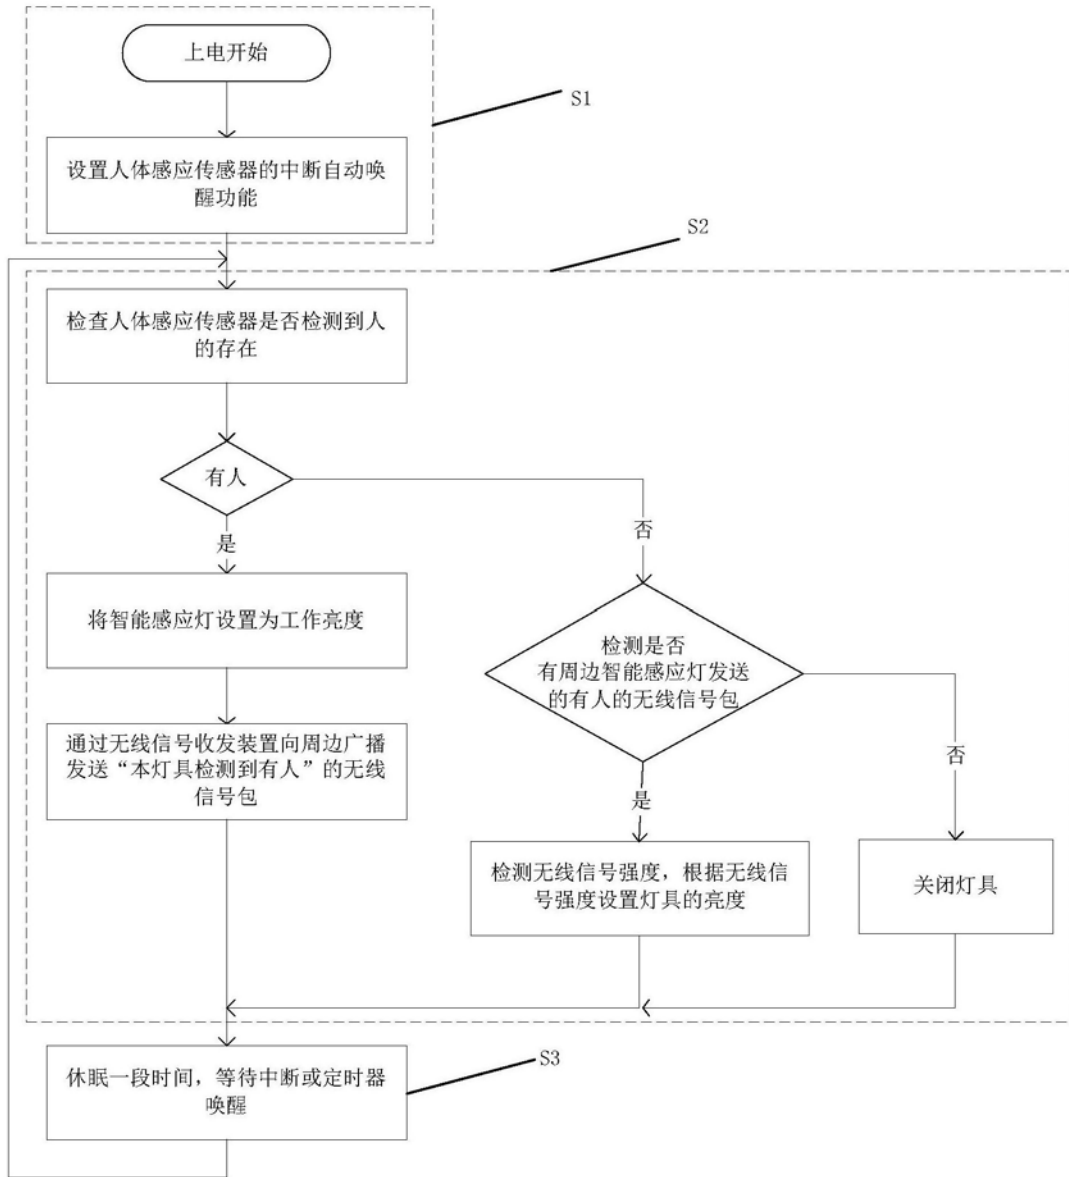 上电开始
S1
设置人体感应传感器的中断自动唤
醒功能
S2
检查人体感应传感器是否检测到人
的存在
有人
否
是
将智能感应灯设置为工作亮度
检测是否
有周边智能感应灯发送
的有人的无线信号包
通过无线信号收发装置向周边广播
发送“本灯具检测到有人”的无线
信号包
否
是
检测无线信号强度，根据无线信
号强度设置灯具的亮度
关闭灯具
S3
休眠一段时间，等待中断或定时器
唤醒